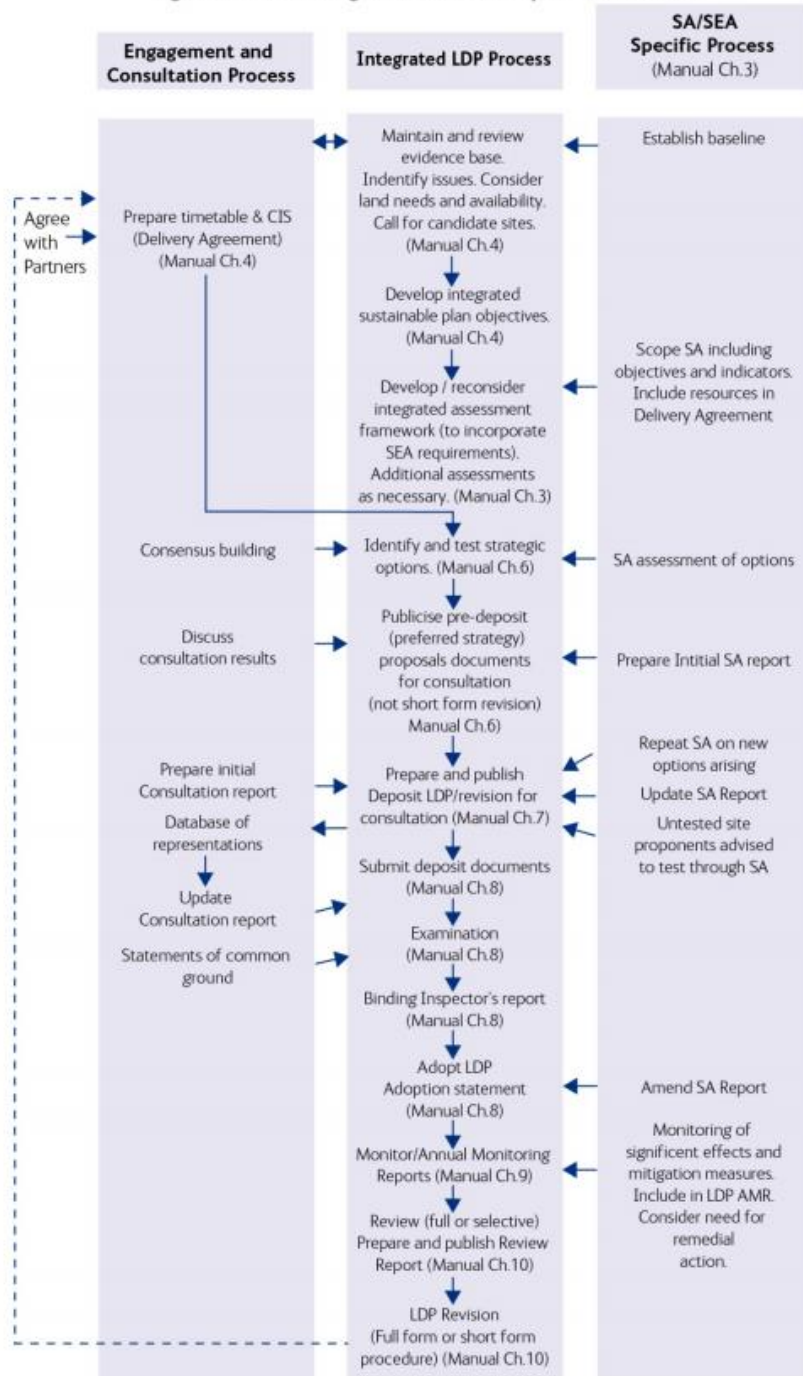 Engagement and
Consultation Process
Integrated LDP Process
SA/SEA
Specific Process
(Manual Ch.3)
Agree
with
Partners
Prepare timetable & CIS
(Delivery Agreement)
(Manual Ch.4)
Consensus building
Discuss
consultation results
Prepare initial
Consultation report
Database of
representations
Update
Consultation report
Statements of common
ground
Maintain and review
evidence base.
Indentify issues. Consider
land needs and availability.
Call for candidate sites.
(Manual Ch.4)
Develop integrated
sustainable plan objectives.
(Manual Ch.4)
Develop / reconsider
integrated assessment
framework (to incorporate
SEA requirements).
Additional assessments
as necessary. (Manual Ch.3)
Identify and test strategic
options. (Manual Ch.6)
Publicise pre-deposit
(preferred strategy)
proposals documents
for consultation
(not short form revision)
Manual Ch.6)
Prepare and publish
Deposit LDP/revision for
consultation (Manual Ch.7)
Submit deposit documents
(Manual Ch.8)
Examination
(Manual Ch.8)
Binding Inspector's report
(Manual Ch.8)
Adopt LDP
Adoption statement
(Manual Ch.8)
Monitor/Annual Monitoring
Reports (Manual Ch.9)
Review (full or selective)
Prepare and publish Review
Report (Manual Ch.10)
LDP Revision
(Full form or short form
procedure) (Manual Ch.10)
Establish baseline
Scope SA including
objectives and indicators.
Include resources in
Delivery Agreement
SA assessment of options
Prepare Intitial SA report
Repeat SA on new
options arising
Update SA Report
Untested site
proponents advised
to test through SA
Amend SA Report
Monitoring of
significant effects and
mitigation measures.
Include in LDP AMR.
Consider need for
remedial
action.